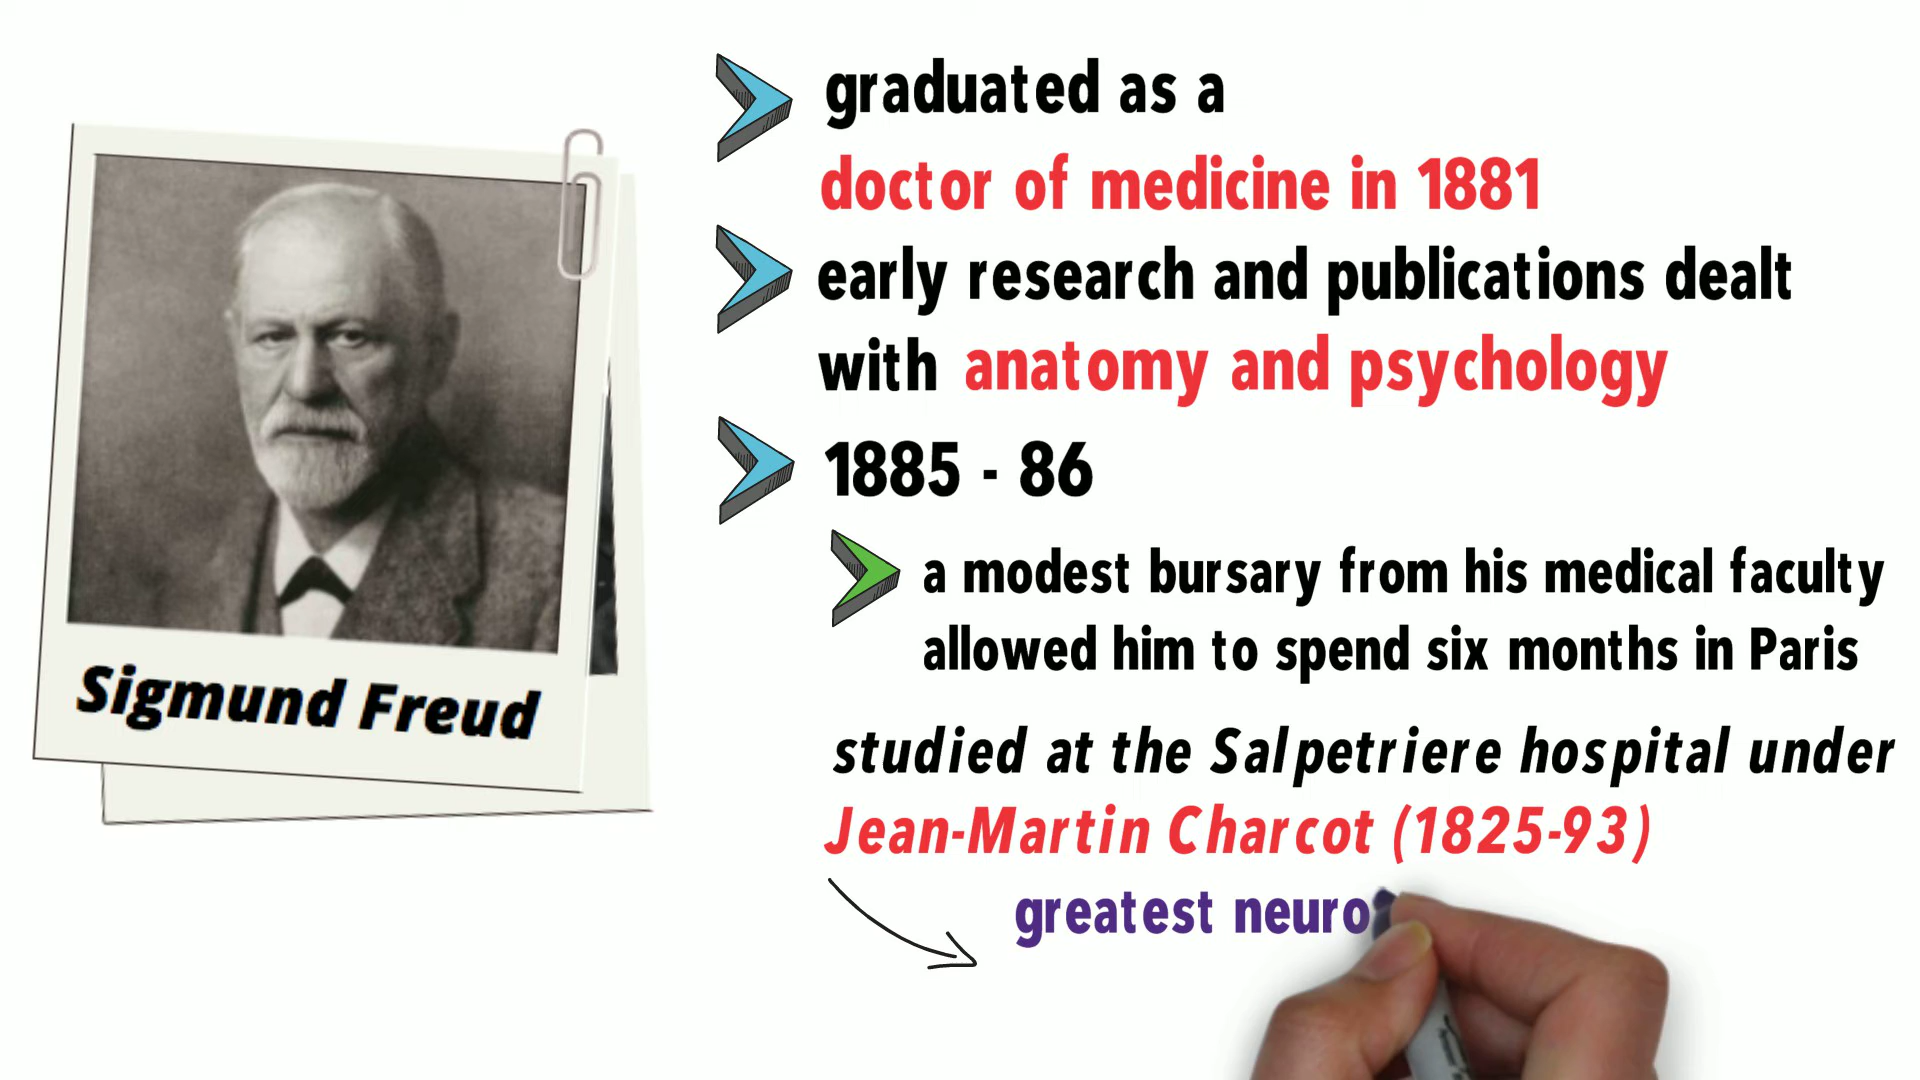 graduated as a
doctor of medicine in 1881
early research and publications dealt
with anatomy and psychology
1885 - 86
a modest bursary from his medical faculty
allowed him to spend six months in Paris
studied at the Salpetriere hospital under
Jean-Martin Charcot (1825-93)
greatest neuro
Sigmund Freud